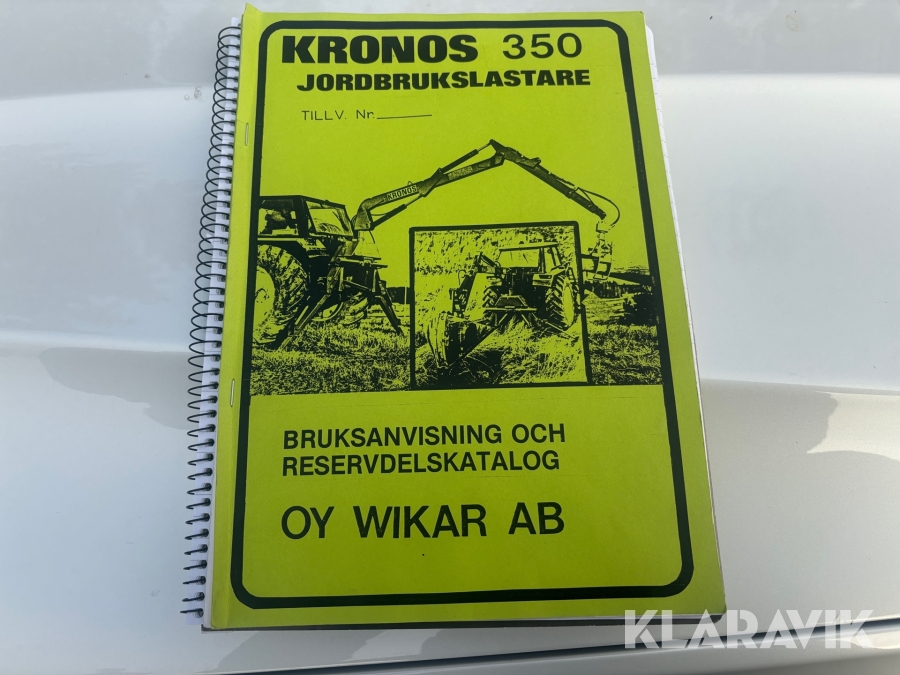 KRONOS 350
JORDBRUKSLASTARE
TILLV. Nr.
KRONOS
BRUKSANVISNING OCH
RESERVDELSKATALOG
OY WIKAR AB
KLARAVIK